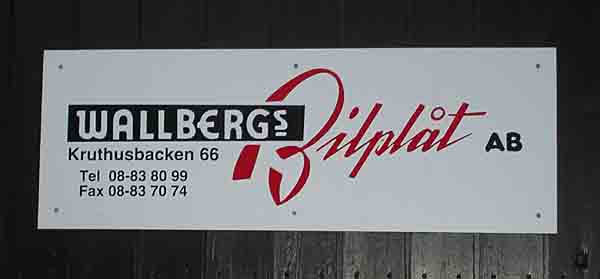 WALLBERGS Bilplåt AB
Kruthusbacken 66
Tel 08-83 80 99
Fax 08-83 70 74